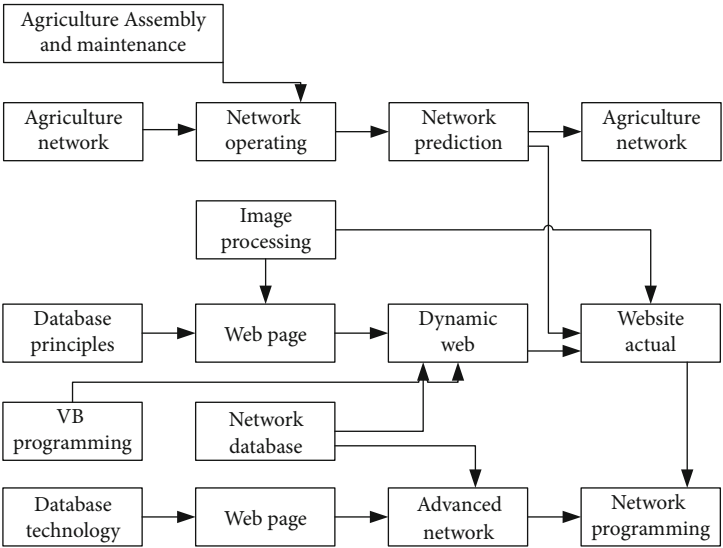 Agriculture Assembly
and maintenance
Agriculture
network
Network
operating
Network
prediction
Agriculture
network
Image
processing
Database
principles
Web page
Dynamic
web
Website
actual
VB
programming
Network
database
Database
technology
Web page
Advanced
network
Network
programming